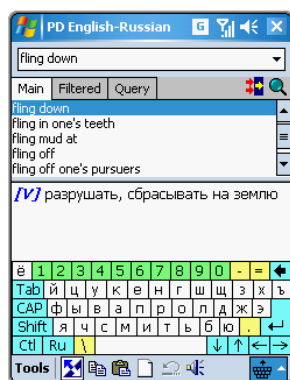 PD English-Russian G
fling down
Main Filtered Query
fling down
fling in one's teeth
fling mud at
fling off
fling off one's pursuers
[V] разрушать, сбрасывать на землю
ё 1 2 3 4 5 6 7 8 9 0 - =
Tab й ц у к е н г ш щ з х ъ
CAP ф ы в а п р о л д ж э
Shift я ч с м и т ь б ю .
Ctl Ru \
Tools